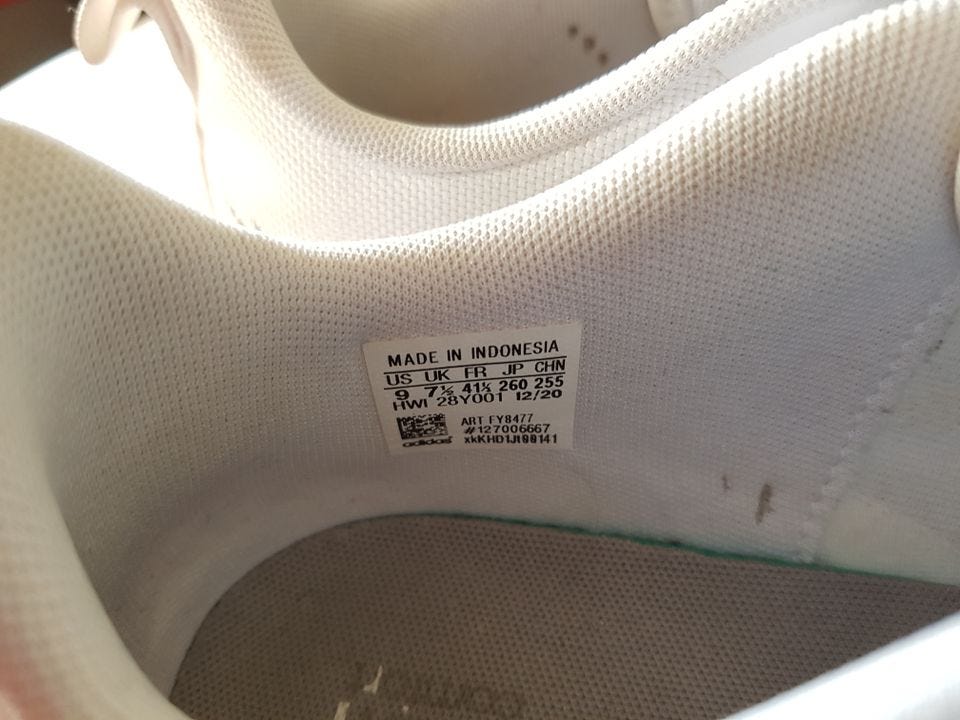 MADE IN INDONESIA
US UK FR JP CHN
9 7½ 41⅓ 260 255
HWI 28Y001 12/20
ART FY8477
#127006667
adidas xkKHD1Jt00141